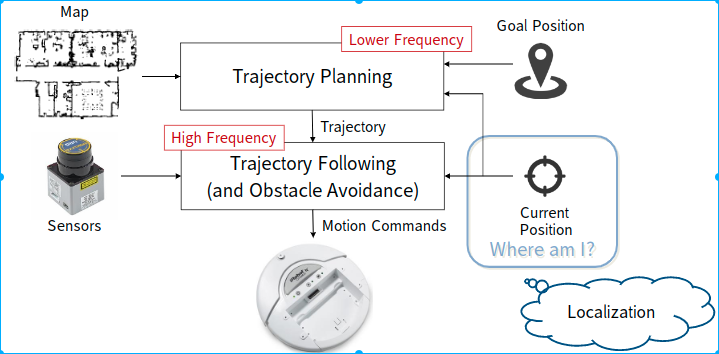 Map
Lower Frequency
Goal Position
Trajectory Planning
Trajectory
High Frequency
Trajectory Following
(and Obstacle Avoidance)
Sensors
Motion Commands
Current
Position
Where am I?
Localization